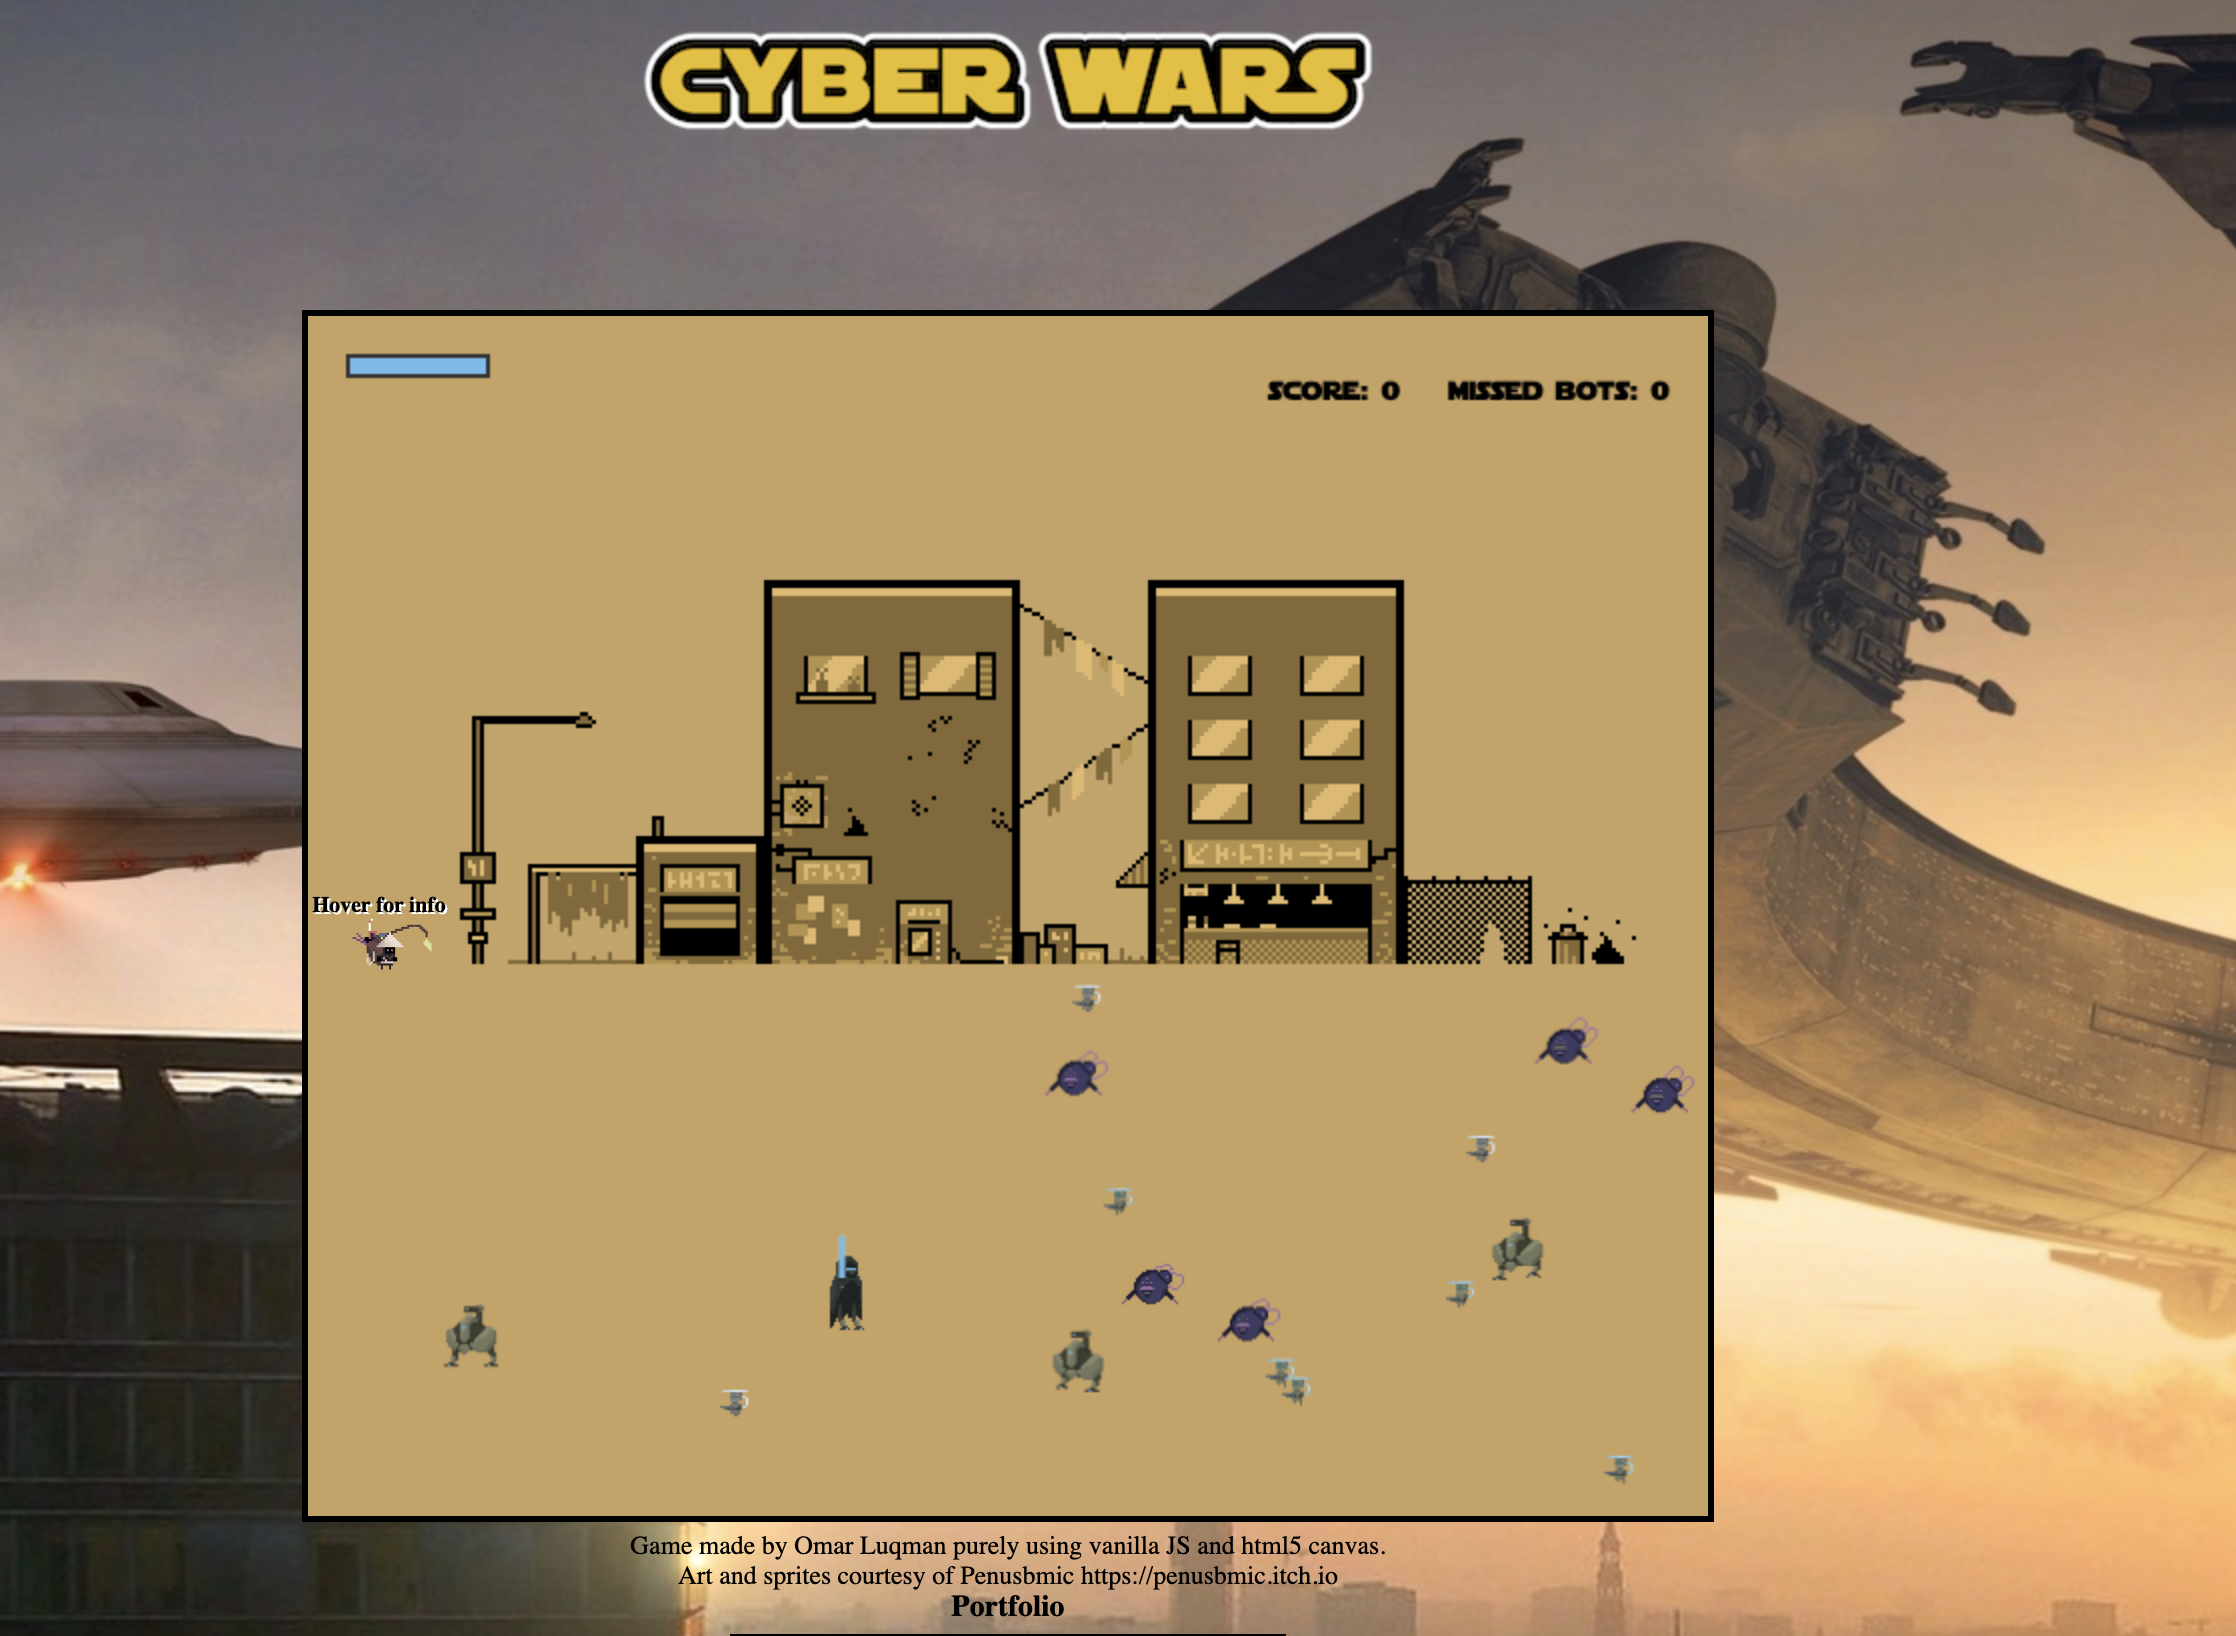 CYBER WARS
SCORE: 0 MISSED BOTS: 0
Hover for info
Game made by Omar Luqman purely using vanilla JS and html5 canvas.
Art and sprites courtesy of Penusbmic https://penusbmic.itch.io
Portfolio